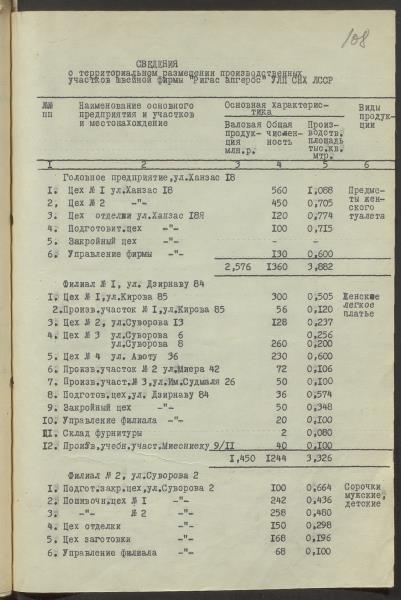 108
СВЕДЕНИЯ
о территориальном размещении производственных
участков швейной фирмы "Ригас апгербс" УЛП СНХ ЛССР
№№ пп Наименование основного предприятия и участков и местонахождение Основная характеристика Виды продукции
Валовая продукция млн.р. Общая численность Произ-водств. площадь тыс.кв. мтр.
I 2 3 4 5 6
Головное предприятие, ул.Ханзас I8
I. Цех № I ул.Ханзас I8 560 I,088 Предме-
2. Цех № 2 -"- 450 0,705 ты жен-
3. Цех отделки ул.Ханзас I8Я I20 0,774 ского
4. Подготовит.цех -"- I00 0,7I5 туалета
5. Закройный цех -"- - -
6. Управление фирмы -"- I30 0,600
2,576 I360 3,882
Филиал № I, ул. Дзирнаву 84
I. Цех № I, ул.Кирова 85 300 0,505 Женские
2. Произв.участок № I, ул.Кирова 85 56 0,I20 легкое
3. Цех № 2, ул.Суворова I3 I28 0,237 платье
4. Цех № 3 ул.Суворова 6 0,256
ул.Суворова 8 260 0,200
5. Цех № 4 ул. Авоту 36 230 0,600
6. Произв.участок № 2 ул.Миера 42 72 0,I06
7. Произв.участ.№ 3, ул.Им.Судмаля 26 50 0,I00
8. Подготов.цех, ул. Дзирнаву 84 36 0,574
9. Закройный цех -"- 50 0,348
I0. Управление филиала -"- 20 0,I00
II. Склад фурнитуры 2 0,080
I2. Произв.учебн.участ.Миесниеку 9/II 40 0,I00
I,450 I244 3,326
Филиал № 2, ул.Суворова 2
I. Подгот.закр.цех, ул.Суворова 2 I00 0,664 Сорочки
2. Пошивочн.цех № I -"- 242 0,436 мужские,
3. -"- № 2 -"- 258 0,480 детские
4. Цех отделки -"- I50 0,298
5. Цех заготовки -"- I68 0,I96
6. Управление филиала -"- 68 0,I00